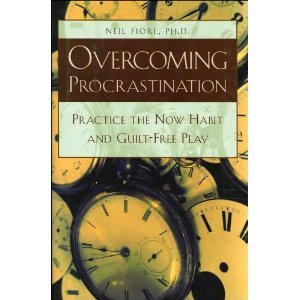 NEIL FIORE, PH.D.
OVERCOMING
PROCRASTINATION
PRACTICE THE NOW HABIT
AND GUILT-FREE PLAY